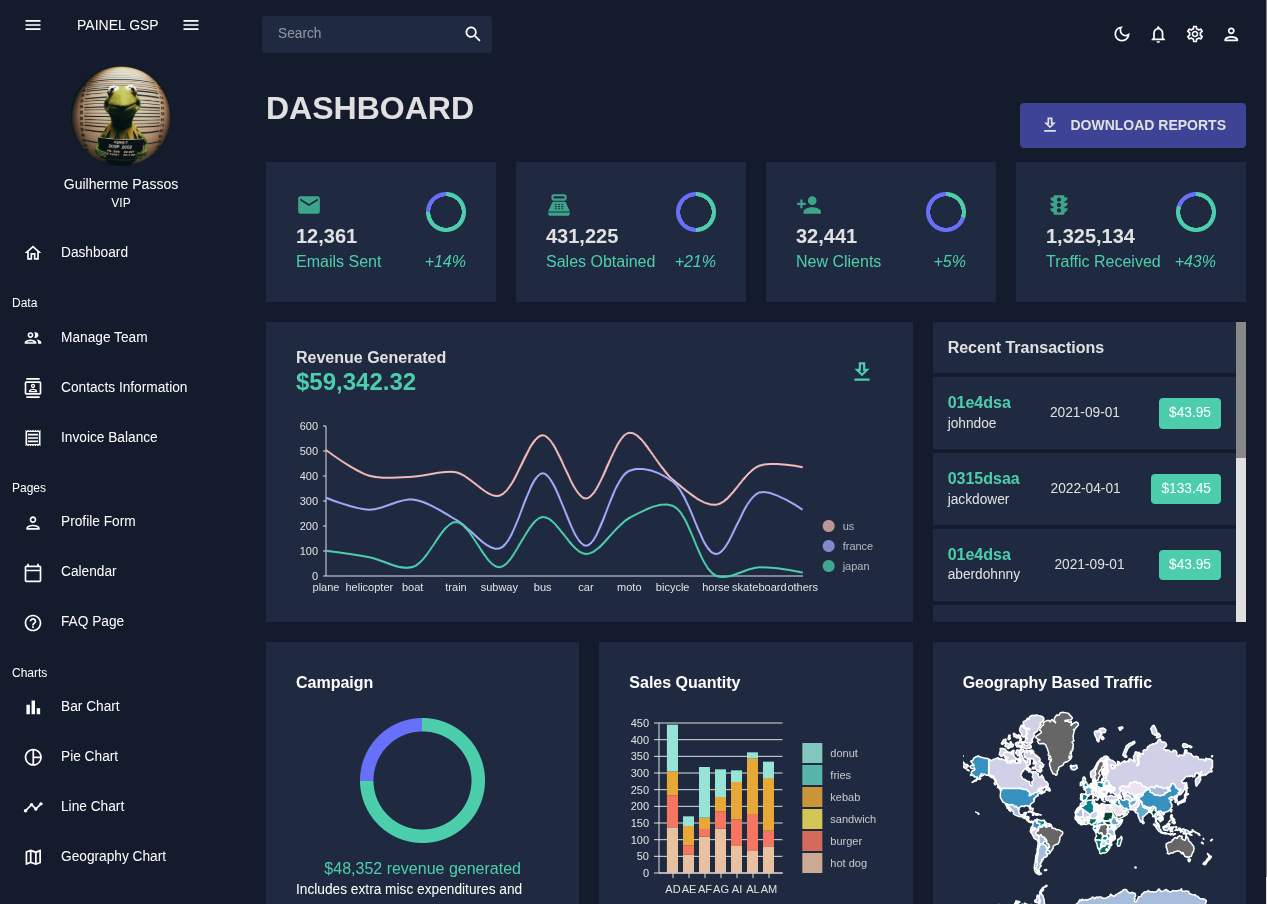 PAINEL GSP
Search
Guilherme Passos
VIP
Dashboard
Data
Manage Team
Contacts Information
Invoice Balance
Pages
Profile Form
Calendar
FAQ Page
Charts
Bar Chart
Pie Chart
Line Chart
Geography Chart
DASHBOARD
DOWNLOAD REPORTS
12,361
Emails Sent +14%
431,225
Sales Obtained +21%
32,441
New Clients +5%
1,325,134
Traffic Received +43%
Revenue Generated
$59,342.32
600
500
400
300
200
100
0
plane helicopter boat train subway bus car moto bicycle horse skateboard others
us
france
japan
Recent Transactions
01e4dsa
johndoe
2021-09-01
$43.95
0315dsaa
jackdower
2022-04-01
$133.45
01e4dsa
aberdohnny
2021-09-01
$43.95
Campaign
$48,352 revenue generated
Includes extra misc expenditures and
Sales Quantity
450
400
350
300
250
200
150
100
50
0
AD AE AF AG AI AL AM
donut
fries
kebab
sandwich
burger
hot dog
Geography Based Traffic